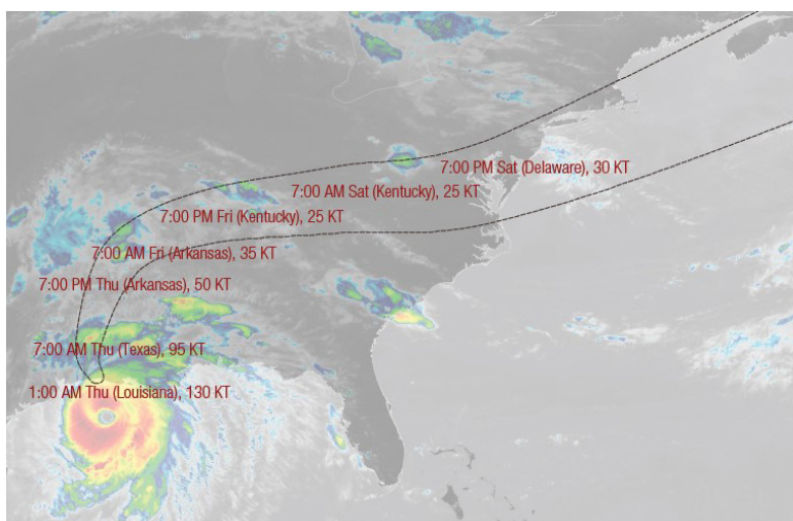 7:00 PM Sat (Delaware), 30 KT
7:00 AM Sat (Kentucky), 25 KT
7:00 PM Fri (Kentucky), 25 KT
7:00 AM Fri (Arkansas), 35 KT
7:00 PM Thu (Arkansas), 50 KT
7:00 AM Thu (Texas), 95 KT
1:00 AM Thu (Louisiana), 130 KT